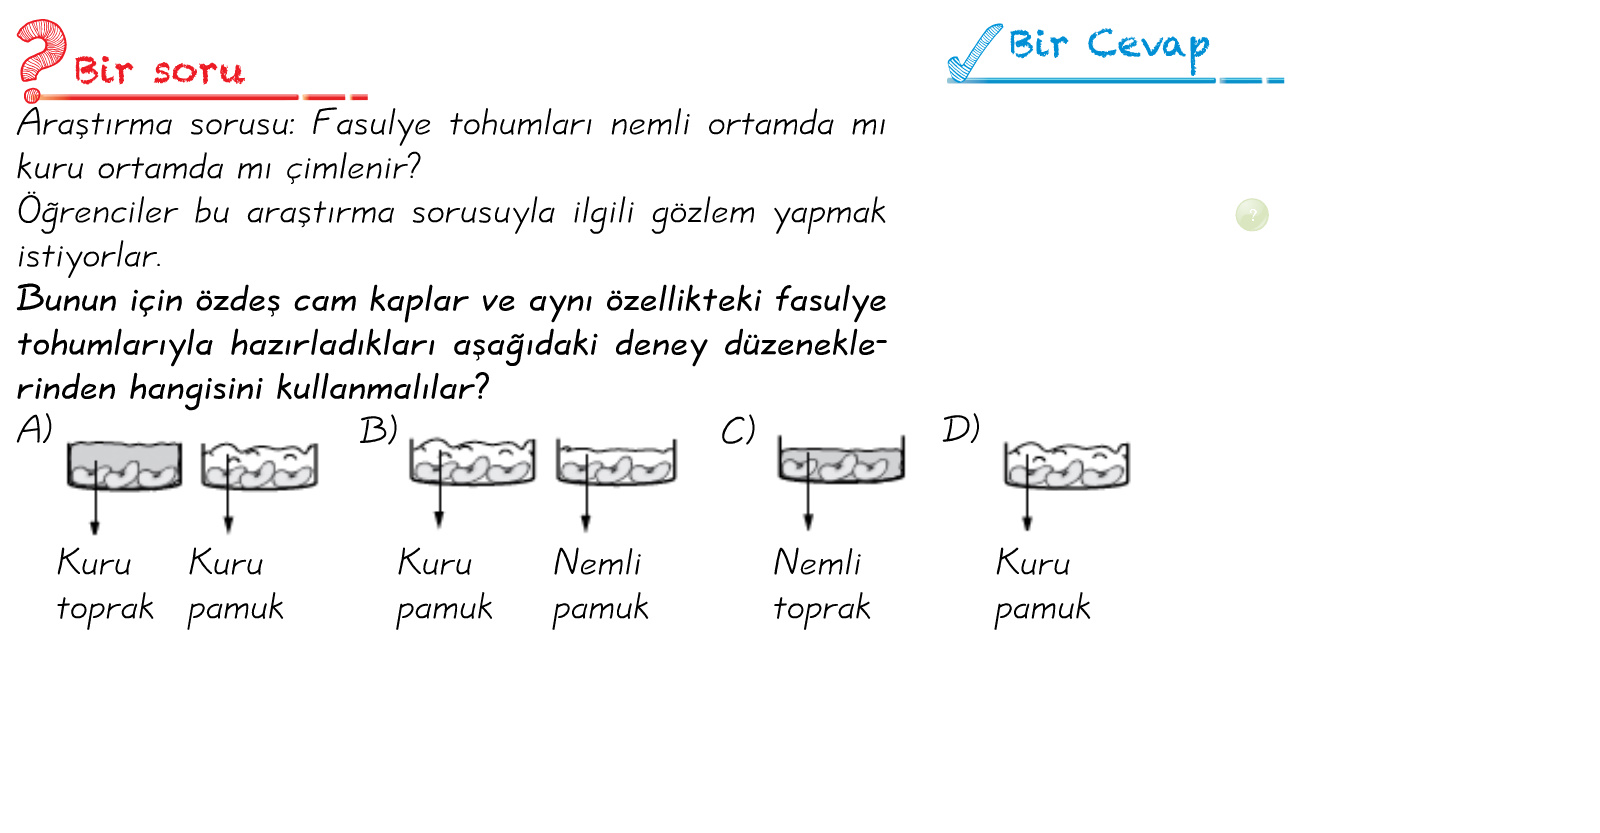 Bir soru
Bir Cevap
Araştırma sorusu: Fasulye tohumları nemli ortamda mı
kuru ortamda mı çimlenir?
Öğrenciler bu araştırma sorusuyla ilgili gözlem yapmak
istiyorlar.
Bunun için özdeş cam kaplar ve aynı özellikteki fasulye
tohumlarıyla hazırladıkları aşağıdaki deney düzenekle-
rinden hangisini kullanmalılar?
A) B) C) D)
Kuru Kuru Kuru Nemli Nemli Kuru
toprak pamuk pamuk pamuk toprak pamuk
?